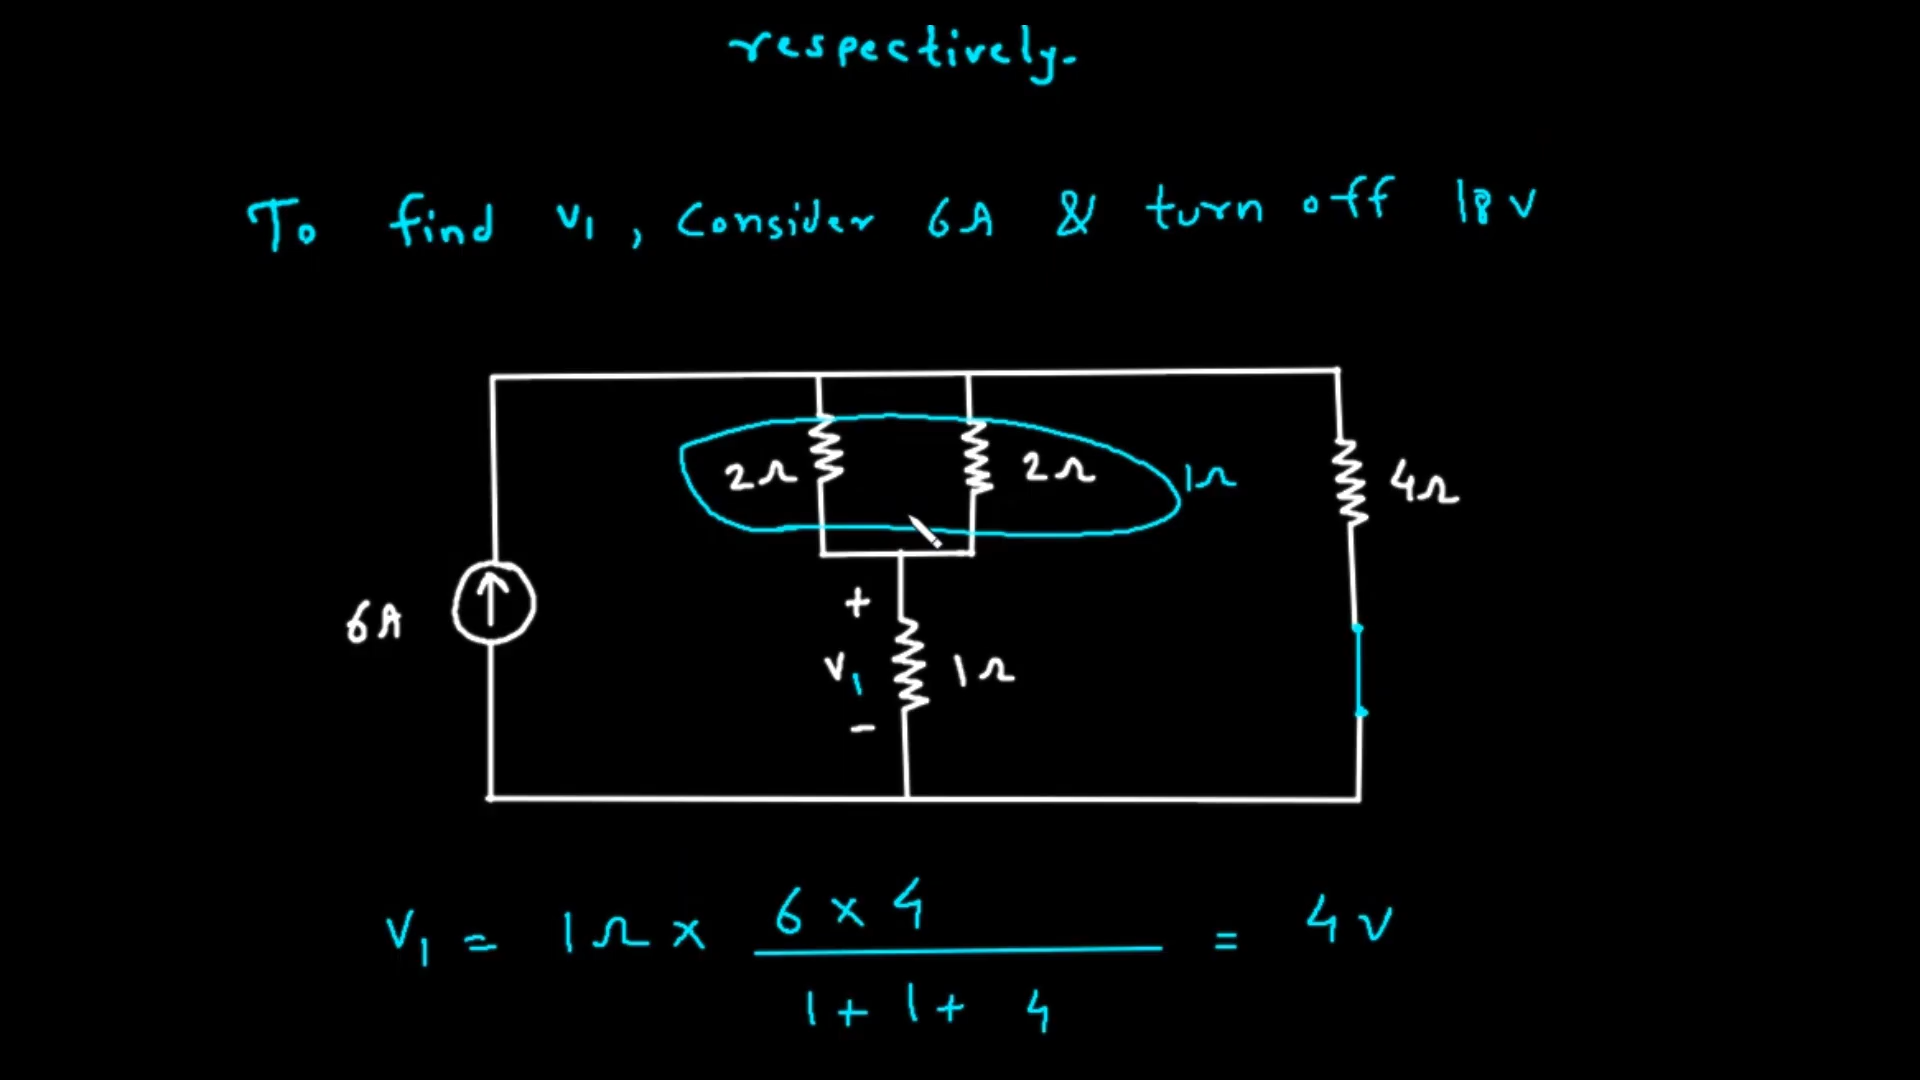 respectively.
To find v1, Consider 6A & turn off 18V
2Ω 2Ω 1Ω 4Ω
6A
+
v1 1Ω
-
V1 = 1Ω x 6 x 4 / 1 + 1 + 4 = 4V